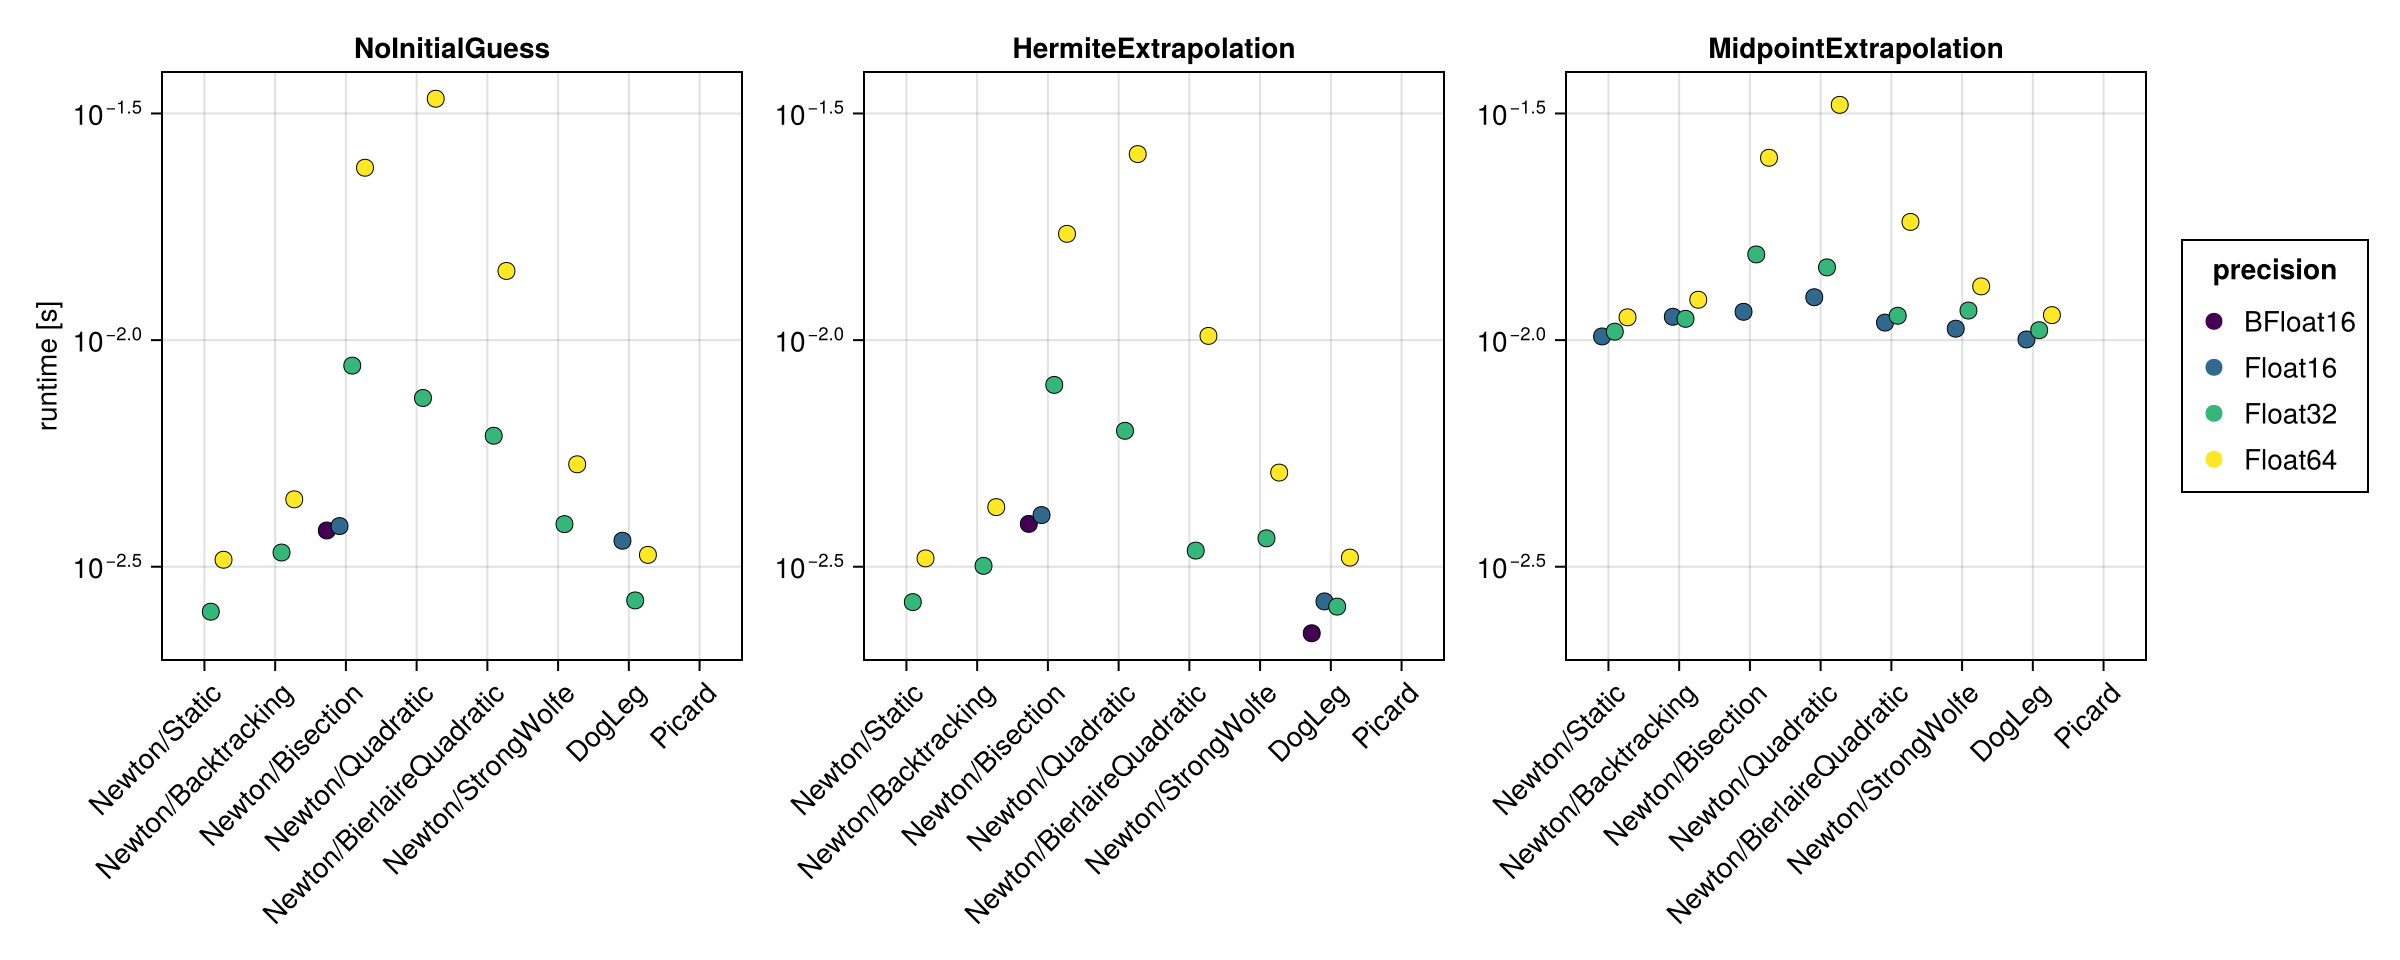 NoInitialGuess
HermiteExtrapolation
MidpointExtrapolation
runtime [s]
10−1.5
10−2.0
10−2.5
10−1.5
10−2.0
10−2.5
10−1.5
10−2.0
10−2.5
Newton/Static
Newton/Backtracking
Newton/Bisection
Newton/Quadratic
Newton/BierlaireQuadratic
Newton/StrongWolfe
DogLeg
Picard
Newton/Static
Newton/Backtracking
Newton/Bisection
Newton/Quadratic
Newton/BierlaireQuadratic
Newton/StrongWolfe
DogLeg
Picard
Newton/Static
Newton/Backtracking
Newton/Bisection
Newton/Quadratic
Newton/BierlaireQuadratic
Newton/StrongWolfe
DogLeg
Picard
precision
BFloat16
Float16
Float32
Float64